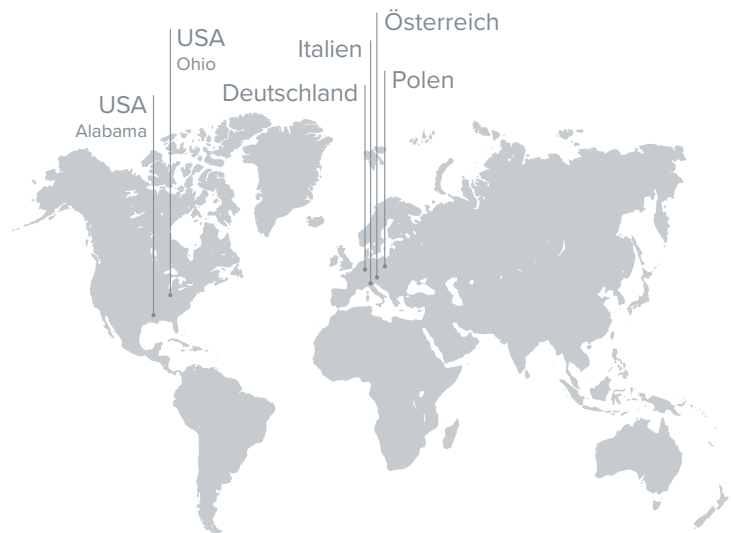 Österreich
USA
Ohio
Italien
Polen
Deutschland
USA
Alabama